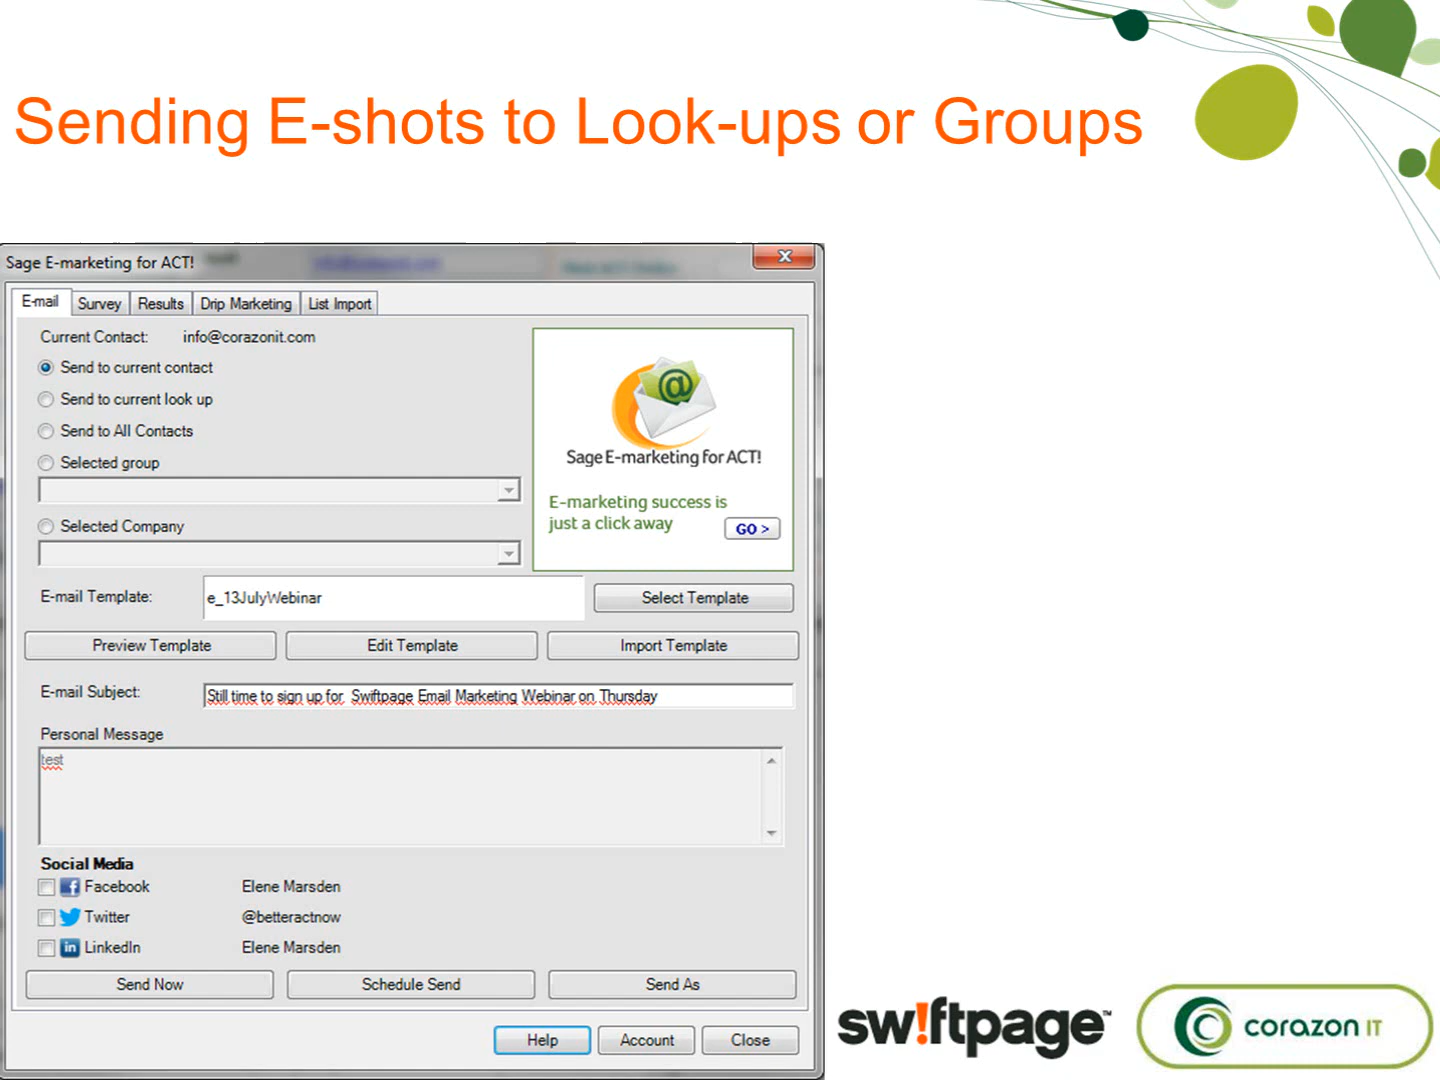 Sending E-shots to Look-ups or Groups
Sage E-marketing for ACT!
E-mail Survey Results Drip Marketing List Import
Current Contact: info@corazonit.com
Send to current contact
Send to current look up
Send to All Contacts
Selected group
Selected Company
Sage E-marketing for ACT!
E-marketing success is
just a click away
GO >
E-mail Template: e_13JulyWebinar Select Template
Preview Template Edit Template Import Template
E-mail Subject: Still time to sign up for Swiftpage Email Marketing Webinar on Thursday
Personal Message
test
Social Media
Facebook Elene Marsden
Twitter @betteractnow
LinkedIn Elene Marsden
Send Now Schedule Send Send As
Help Account Close
sw!ftpage™
corazon IT